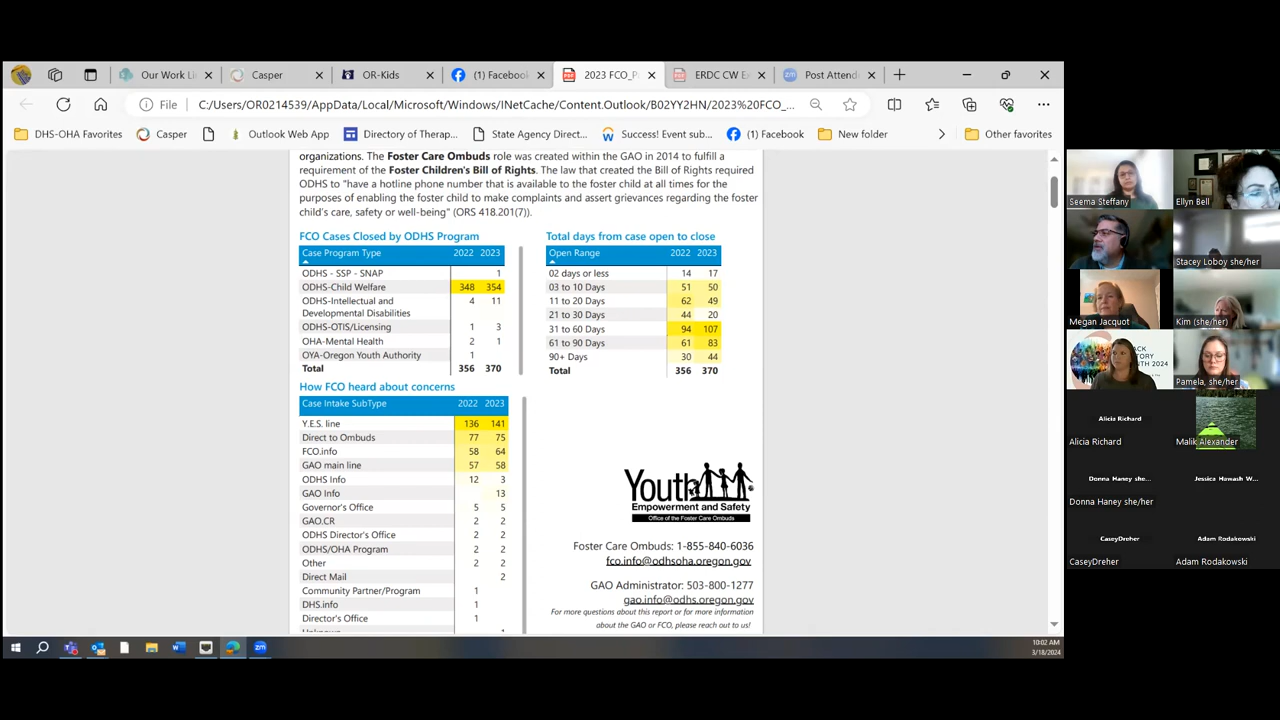 Our Work Li
Casper
OR-Kids
(1) Facebook
2023 FCO_P
ERDC CW E
Post Attend
File
C:/Users/OR0214539/AppData/Local/Microsoft/Windows/INetCache/Content.Outlook/B02YY2HN/2023%20FCO_...
DHS-OHA Favorites
Casper
Outlook Web App
Directory of Therap...
State Agency Direct...
Success! Event sub...
(1) Facebook
New folder
Other favorites
organizations. The Foster Care Ombuds role was created within the GAO in 2014 to fulfill a
requirement of the Foster Children's Bill of Rights. The law that created the Bill of Rights required
ODHS to "have a hotline phone number that is available to the foster child at all times for the
purposes of enabling the foster child to make complaints and assert grievances regarding the foster
child's care, safety or well-being" (ORS 418.201(7)).
FCO Cases Closed by ODHS Program
Case Program Type 2022 2023
ODHS - SSP - SNAP 1
ODHS-Child Welfare 348 354
ODHS-Intellectual and 4 11
Developmental Disabilities
ODHS-OTIS/Licensing 1 3
OHA-Mental Health 2 1
OYA-Oregon Youth Authority 1
Total 356 370
Total days from case open to close
Open Range 2022 2023
02 days or less 14 17
03 to 10 Days 51 50
11 to 20 Days 62 49
21 to 30 Days 44 20
31 to 60 Days 94 107
61 to 90 Days 61 83
90+ Days 30 44
Total 356 370
How FCO heard about concerns
Case Intake SubType 2022 2023
Y.E.S. line 136 141
Direct to Ombuds 77 75
FCO.info 58 64
GAO main line 57 58
ODHS Info 12 3
GAO Info 13
Governor's Office 5 5
GAO.CR 2 2
ODHS Director's Office 2 2
ODHS/OHA Program 2 2
Other 2 2
Direct Mail 2
Community Partner/Program 1
DHS.info 1
Director's Office 1
Unknown 1
Youth
Empowerment and Safety
Office of the Foster Care Ombuds
Foster Care Ombuds: 1-855-840-6036
fco.info@odhsoha.oregon.gov
GAO Administrator: 503-800-1277
gao.info@odhs.oregon.gov
For more questions about this report or for more information
about the GAO or FCO, please reach out to us!
10:02 AM
3/18/2024
Seema Steffany
Ellyn Bell
Stacey Loboy she/her
Megan Jacquot
Kim (she/her)
Pamela, she/her
Alicia Richard
Alicia Richard
Malik Alexander
Donna Haney she...
Donna Haney she/her
Jessica Hawash W...
CaseyDreher
CaseyDreher
Adam Rodakowski
Adam Rodakowski